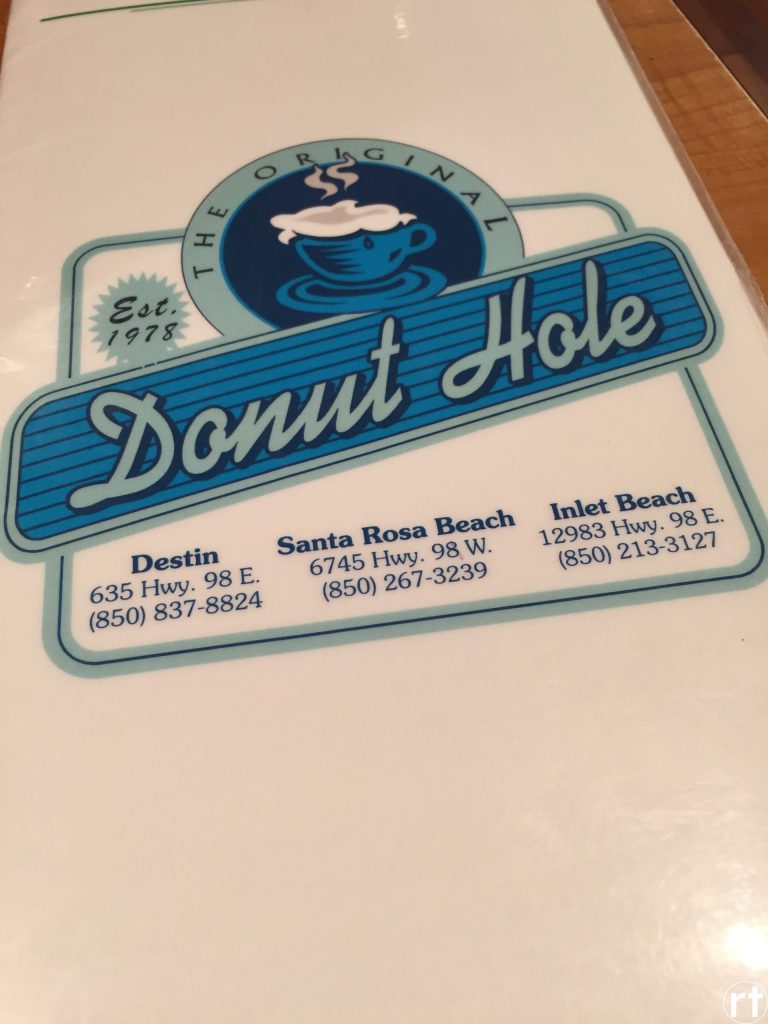 THE ORIGINAL
Est.
1978
Donut Hole
Destin
635 Hwy. 98 E.
(850) 837-8824
Santa Rosa Beach
6745 Hwy. 98 W.
(850) 267-3239
Inlet Beach
12983 Hwy. 98 E.
(850) 213-3127
rt